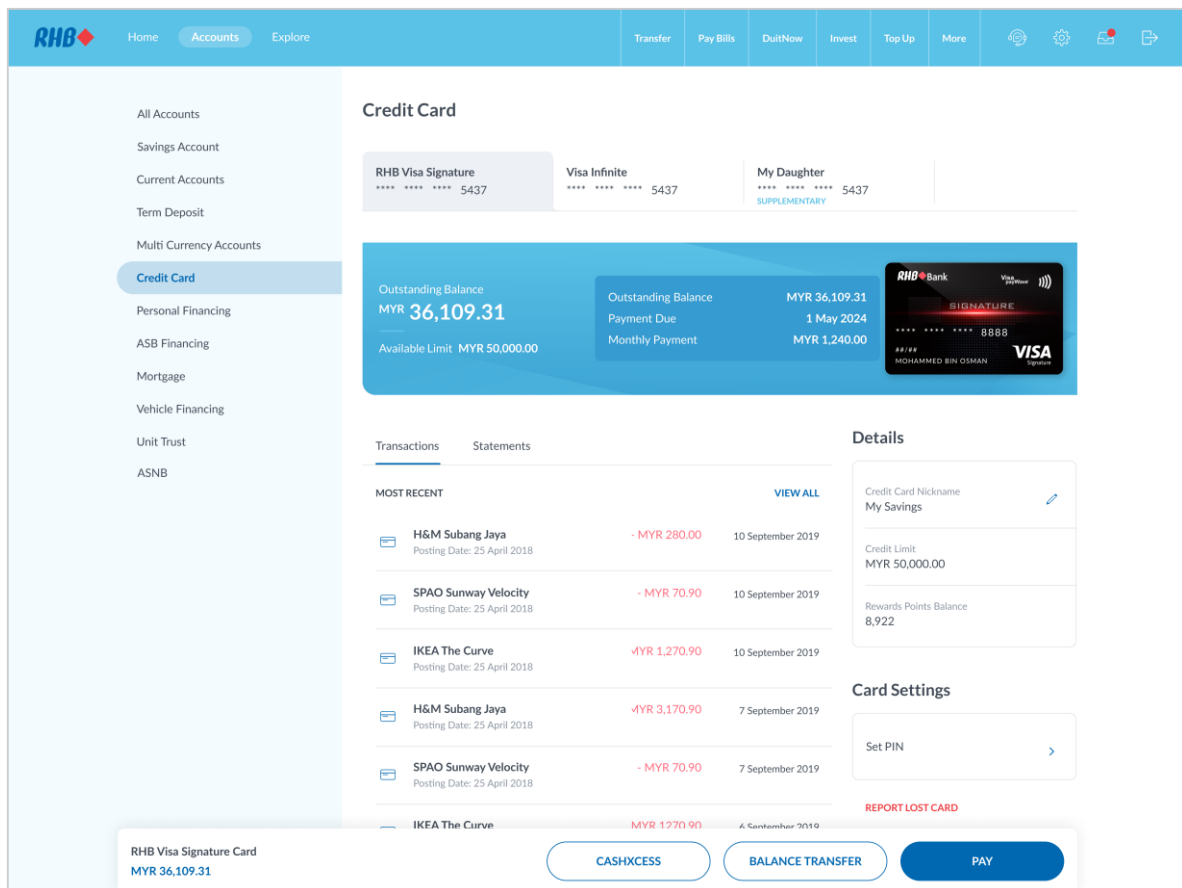 RHB
Home
Accounts
Explore
Transfer
Pay Bills
DuitNow
Invest
Top Up
More
All Accounts
Savings Account
Current Accounts
Term Deposit
Multi Currency Accounts
Credit Card
Personal Financing
ASB Financing
Mortgage
Vehicle Financing
Unit Trust
ASNB
Credit Card
RHB Visa Signature
**** **** **** 5437
Visa Infinite
**** **** **** 5437
My Daughter
**** **** **** 5437
SUPPLEMENTARY
Outstanding Balance
MYR 36,109.31
Available Limit MYR 50,000.00
Outstanding Balance MYR 36,109.31
Payment Due 1 May 2024
Monthly Payment MYR 1,240.00
RHB Bank
Visa payWave
SIGNATURE
**** **** **** 8888
##/##
MOHAMMED BIN OSMAN
VISA
Signature
Transactions
Statements
MOST RECENT VIEW ALL
H&M Subang Jaya - MYR 280.00 10 September 2019
Posting Date: 25 April 2018
SPAO Sunway Velocity - MYR 70.90 10 September 2019
Posting Date: 25 April 2018
IKEA The Curve MYR 1,270.90 10 September 2019
Posting Date: 25 April 2018
H&M Subang Jaya MYR 3,170.90 7 September 2019
Posting Date: 25 April 2018
SPAO Sunway Velocity - MYR 70.90 7 September 2019
Posting Date: 25 April 2018
IKEA The Curve MYR 1270.90 6 September 2019
Details
Credit Card Nickname
My Savings
Credit Limit
MYR 50,000.00
Rewards Points Balance
8,922
Card Settings
Set PIN
REPORT LOST CARD
RHB Visa Signature Card
MYR 36,109.31
CASHXCESS
BALANCE TRANSFER
PAY